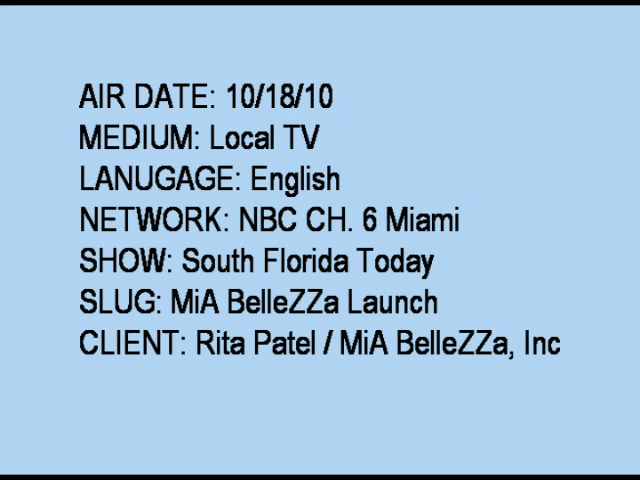 AIR DATE: 10/18/10
MEDIUM: Local TV
LANUGAGE: English
NETWORK: NBC CH. 6 Miami
SHOW: South Florida Today
SLUG: MiA BelleZZa Launch
CLIENT: Rita Patel / MiA BelleZZa, Inc